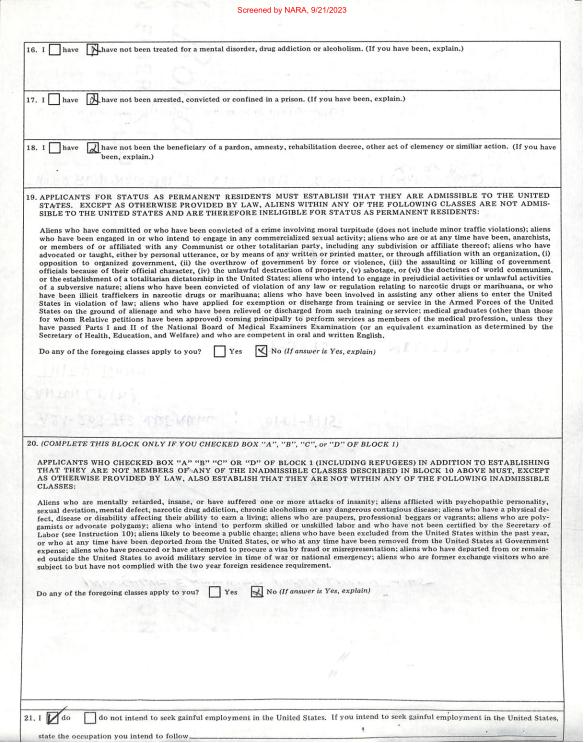 Screened by NARA, 9/21/2023
16. I have have not been treated for a mental disorder, drug addiction or alcoholism. (If you have been, explain.)
17. I have have not been arrested, convicted or confined in a prison. (If you have been, explain.)
18. I have have not been the beneficiary of a pardon, amnesty, rehabilitation decree, other act of clemency or similiar action. (If you have
been, explain.)
19. APPLICANTS FOR STATUS AS PERMANENT RESIDENTS MUST ESTABLISH THAT THEY ARE ADMISSIBLE TO THE UNITED
STATES. EXCEPT AS OTHERWISE PROVIDED BY LAW, ALIENS WITHIN ANY OF THE FOLLOWING CLASSES ARE NOT ADMIS-
SIBLE TO THE UNITED STATES AND ARE THEREFORE INELIGIBLE FOR STATUS AS PERMANENT RESIDENTS:
Aliens who have committed or who have been convicted of a crime involving moral turpitude (does not include minor traffic violations); aliens
who have been engaged in or who intend to engage in any commercialized sexual activity; aliens who are or at any time have been, anarchists,
or members of or affiliated with any Communist or other totalitarian party, including any subdivision or affiliate thereof; aliens who have
advocated or taught, either by personal utterance, or by means of any written or printed matter, or through affiliation with an organization, (i)
opposition to organized government, (ii) the overthrow of government by force or violence, (iii) the assaulting or killing of government
officials because of their official character, (iv) the unlawful destruction of property, (v) sabotage, or (vi) the doctrines of world communism,
or the establishment of a totalitarian dictatorship in the United States; aliens who intend to engage in prejudicial activities or unlawful activities
of a subversive nature; aliens who have been convicted of violation of any law or regulation relating to narcotic drugs or marihuana, or who
have been illicit traffickers in narcotic drugs or marihuana; aliens who have been involved in assisting any other aliens to enter the United
States in violation of law; aliens who have applied for exemption or discharge from training or service in the Armed Forces of the United
States on the ground of alienage and who have been relieved or discharged from such training or service; medical graduates (other than those
for whom Relative petitions have been approved) coming principally to perform services as members of the medical profession, unless they
have passed Parts I and II of the National Board of Medical Examiners Examination (or an equivalent examination as determined by the
Secretary of Health, Education, and Welfare) and who are competent in oral and written English.
Do any of the foregoing classes apply to you? Yes No (If answer is Yes, explain)
20. (COMPLETE THIS BLOCK ONLY IF YOU CHECKED BOX "A", "B", "C", or "D" OF BLOCK 1)
APPLICANTS WHO CHECKED BOX "A" "B" "C" OR "D" OF BLOCK 1 (INCLUDING REFUGEES) IN ADDITION TO ESTABLISHING
THAT THEY ARE NOT MEMBERS OF ANY OF THE INADMISSIBLE CLASSES DESCRIBED IN BLOCK 19 ABOVE MUST, EXCEPT
AS OTHERWISE PROVIDED BY LAW, ALSO ESTABLISH THAT THEY ARE NOT WITHIN ANY OF THE FOLLOWING INADMISSIBLE
CLASSES:
Aliens who are mentally retarded, insane, or have suffered one or more attacks of insanity; aliens afflicted with psychopathic personality,
sexual deviation, mental defect, narcotic drug addiction, chronic alcoholism or any dangerous contagious disease; aliens who have a physical de-
fect, disease or disability affecting their ability to earn a living; aliens who are paupers, professional beggars or vagrants; aliens who are poly-
gamists or advocate polygamy; aliens who intend to perform skilled or unskilled labor and who have not been certified by the Secretary of
Labor (see Instruction 10); aliens likely to become a public charge; aliens who have been excluded from the United States within the past year,
or who at any time have been deported from the United States, or who at any time have been removed from the United States at Government
expense; aliens who have procured or have attempted to procure a visa by fraud or misrepresentation; aliens who have departed from or remain-
ed outside the United States to avoid military service in time of war or national emergency; aliens who are former exchange visitors who are
subject to but have not complied with the two year foreign residence requirement.
Do any of the foregoing classes apply to you? Yes No (If answer is Yes, explain)
21. I do do not intend to seek gainful employment in the United States. If you intend to seek gainful employment in the United States,
state the occupation you intend to follow